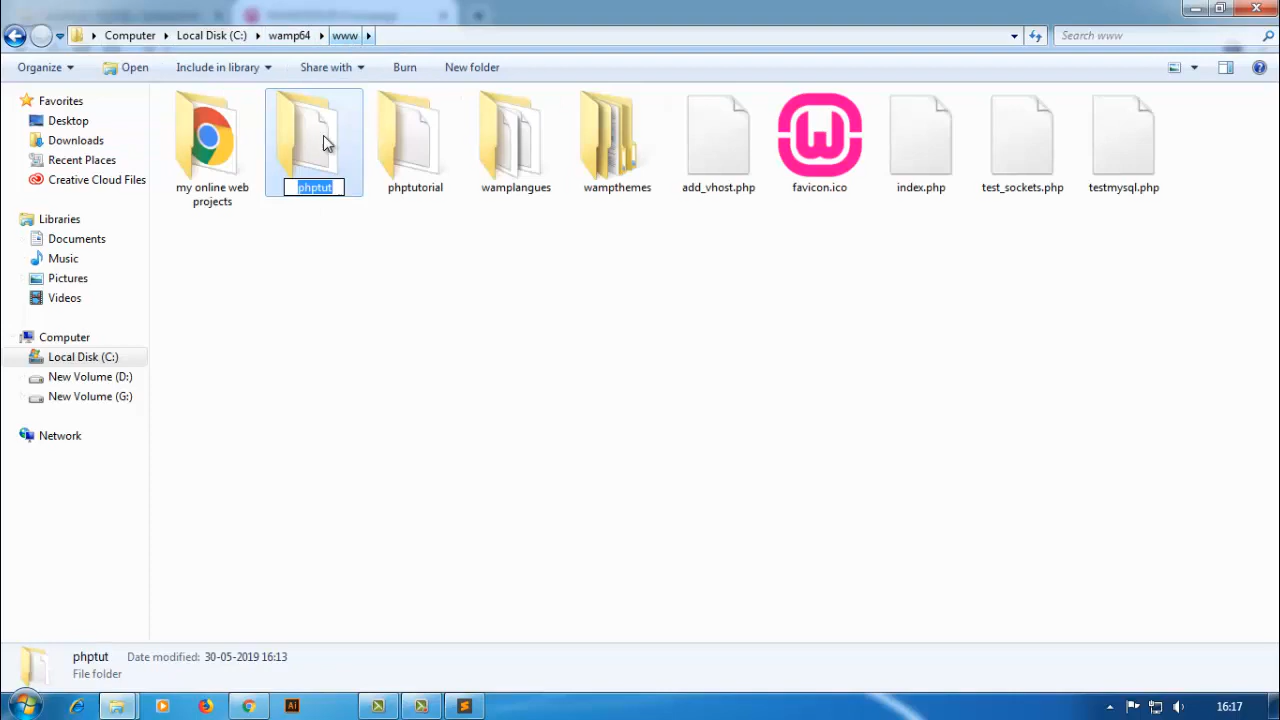 Computer Local Disk (C:) wamp64 www
Search www
Organize Open Include in library Share with Burn New folder
Favorites
Desktop
Downloads
Recent Places
Creative Cloud Files
Libraries
Documents
Music
Pictures
Videos
Computer
Local Disk (C:)
New Volume (D:)
New Volume (G:)
Network
my online web
projects
phptut
phptutorial
wamplangues
wampthemes
add_vhost.php
favicon.ico
index.php
test_sockets.php
testmysql.php
phptut Date modified: 30-05-2019 16:13
File folder
Ai
16:17